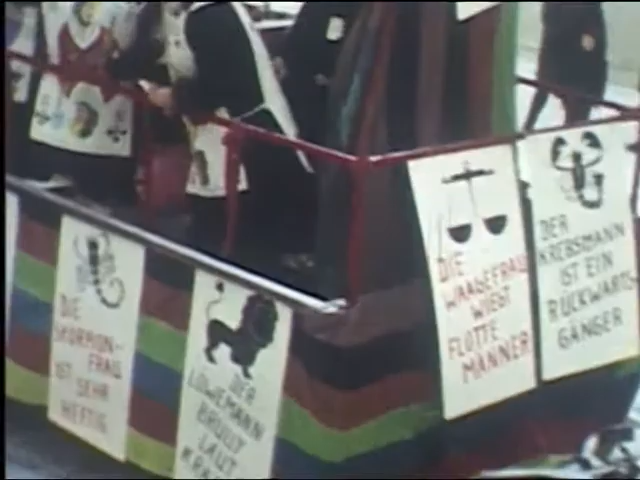 DIE
SKORPION-
FRAU
IST SEHR
HEFTIG
DER
LÖWEMANN
BRÜLLT
LAUT
DIE
WAAGEFRAU
WIEGT
FLOTTE
MÄNNER
DER
KREBSMANN
IST EIN
RÜCKWÄRTS
GÄNGER